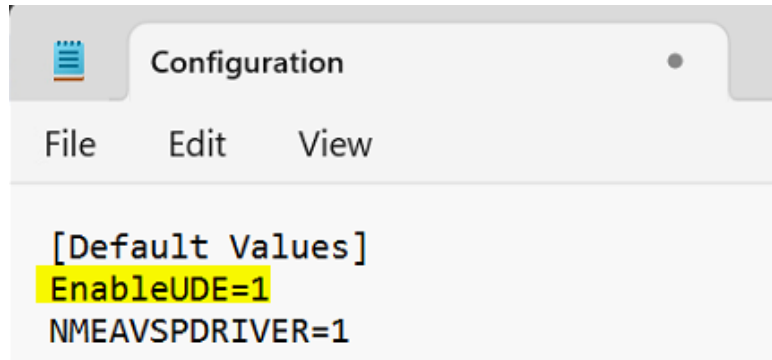 Configuration
File Edit View
[Default Values]
EnableUDE=1
NMEAVSPDRIVER=1